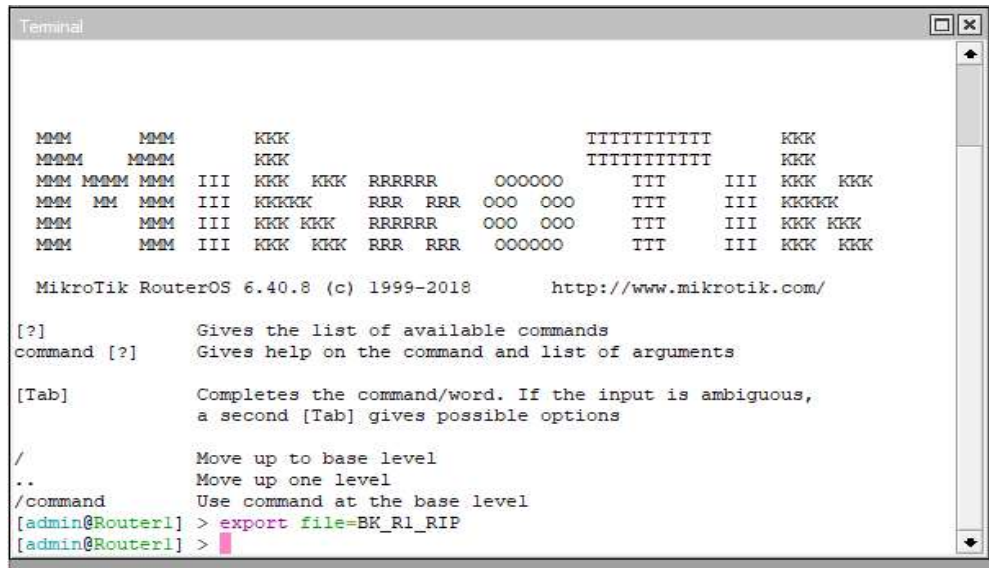 Terminal
MMM      MMM       KKK                          TTTTTTTTTTT      KKK
MMMM    MMMM       KKK                          TTTTTTTTTTT      KKK
MMM MMMM MMM  III  KKK  KKK  RRRRRR     OOOOOO      TTT     III  KKK  KKK
MMM  MM  MMM  III  KKKKK     RRR  RRR  OOO  OOO     TTT     III  KKKKK
MMM      MMM  III  KKK KKK   RRRRRR    OOO  OOO     TTT     III  KKK KKK
MMM      MMM  III  KKK  KKK  RRR  RRR   OOOOOO      TTT     III  KKK  KKK
MikroTik RouterOS 6.40.8 (c) 1999-2018       http://www.mikrotik.com/
[?]             Gives the list of available commands
command [?]     Gives help on the command and list of arguments
[Tab]           Completes the command/word. If the input is ambiguous,
a second [Tab] gives possible options
/               Move up to base level
..              Move up one level
/command        Use command at the base level
[admin@Router1] > export file=BK_R1_RIP
[admin@Router1] >